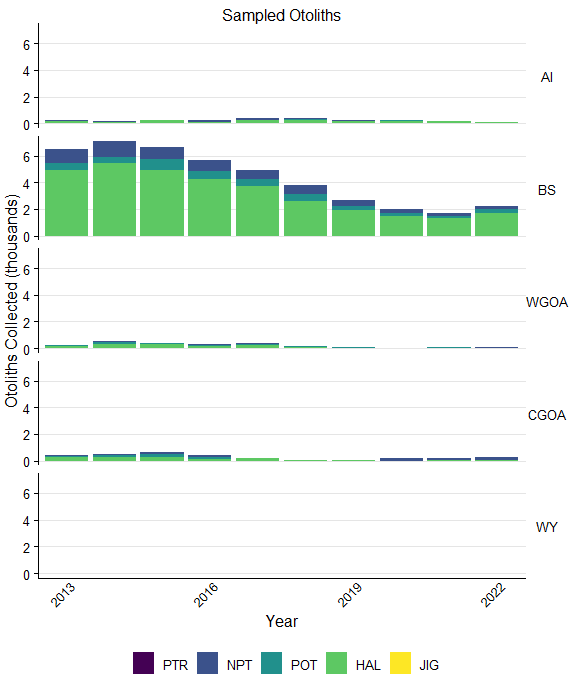 Sampled Otoliths
Otoliths Collected (thousands)
6
4
2
0
AI
6
4
2
0
BS
6
4
2
0
WGOA
6
4
2
0
CGOA
6
4
2
0
WY
2013 2016 2019 2022
Year
PTR NPT POT HAL JIG